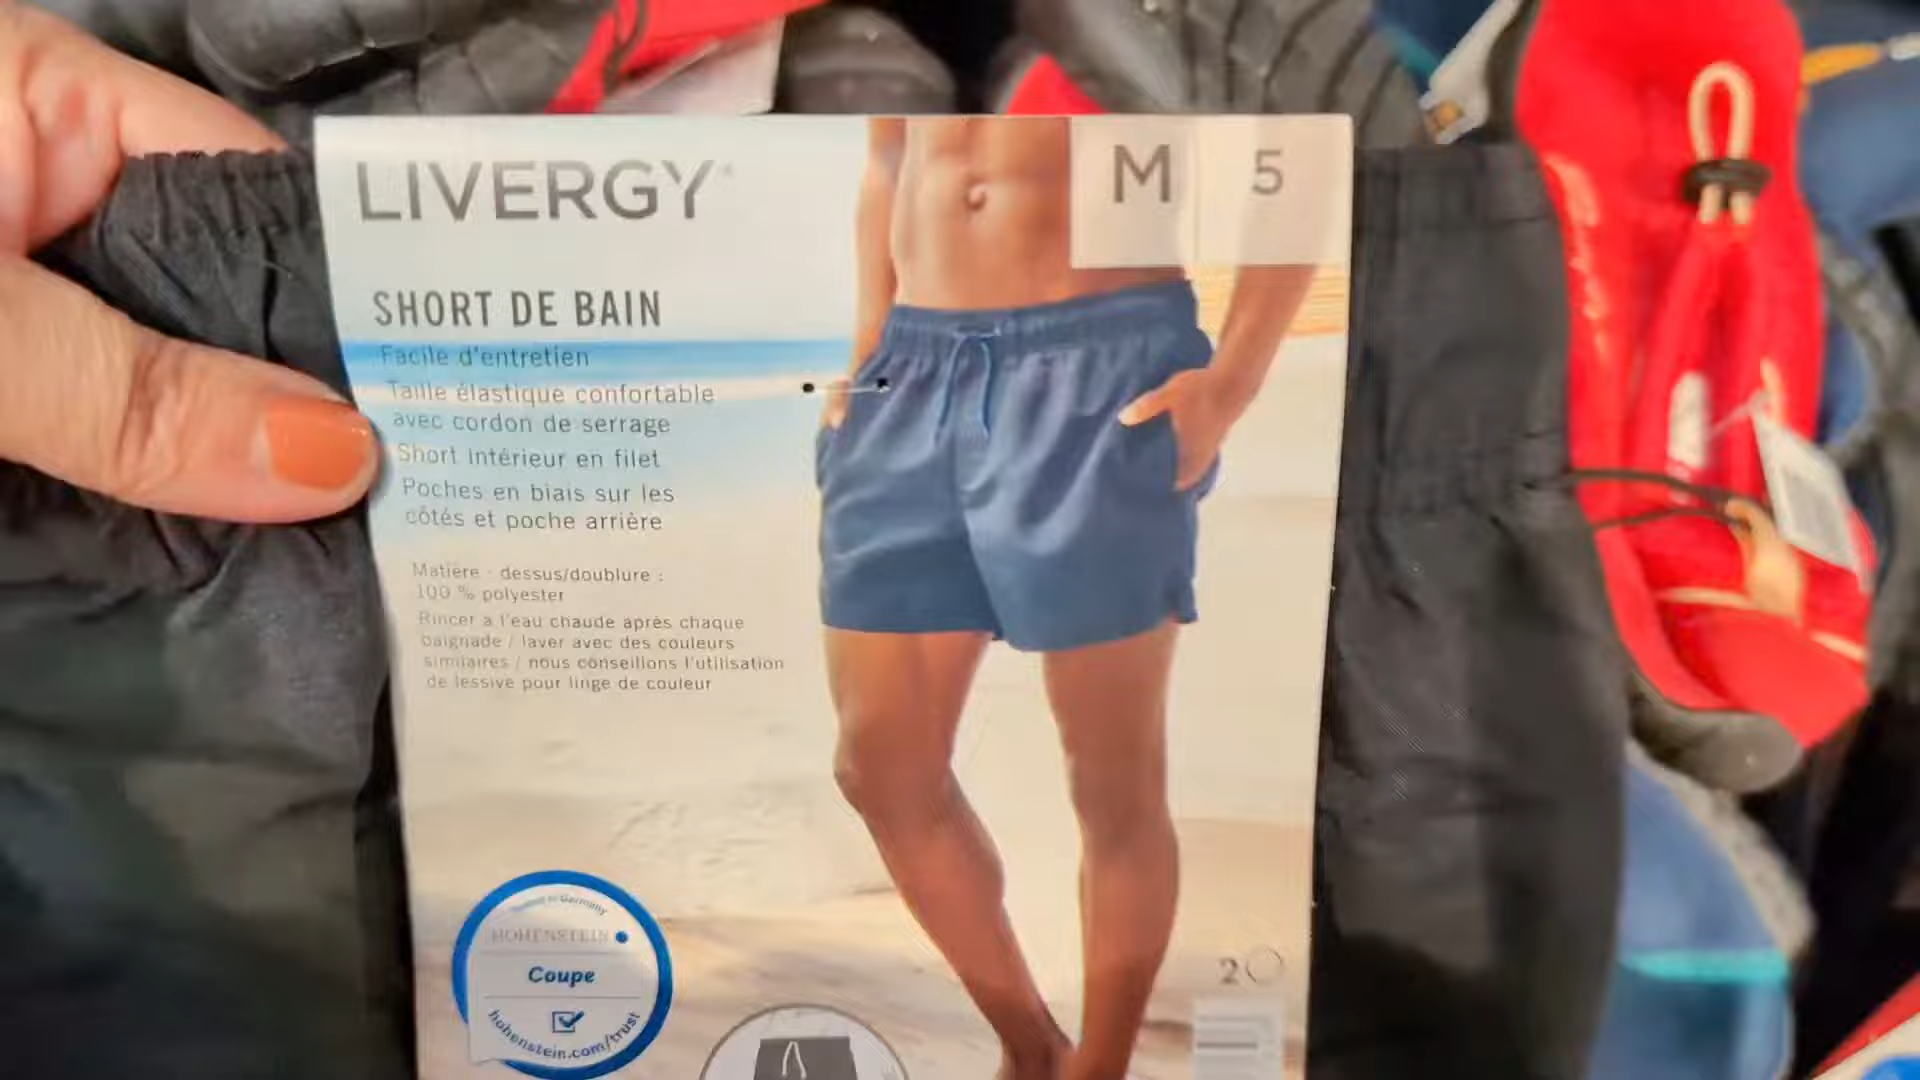 LIVERGY
M
5
SHORT DE BAIN
Facile d'entretien
Taille élastique confortable
avec cordon de serrage
Short intérieur en filet
Poches en biais sur les
côtés et poche arrière
Matière - dessus/doublure :
100 % polyester
Rincer à l'eau chaude après chaque
baignade / laver avec des couleurs
similaires / nous conseillons l'utilisation
de lessive pour linge de couleur
in Germany
HOHENSTEIN
Coupe
hohenstein.com/trust
2